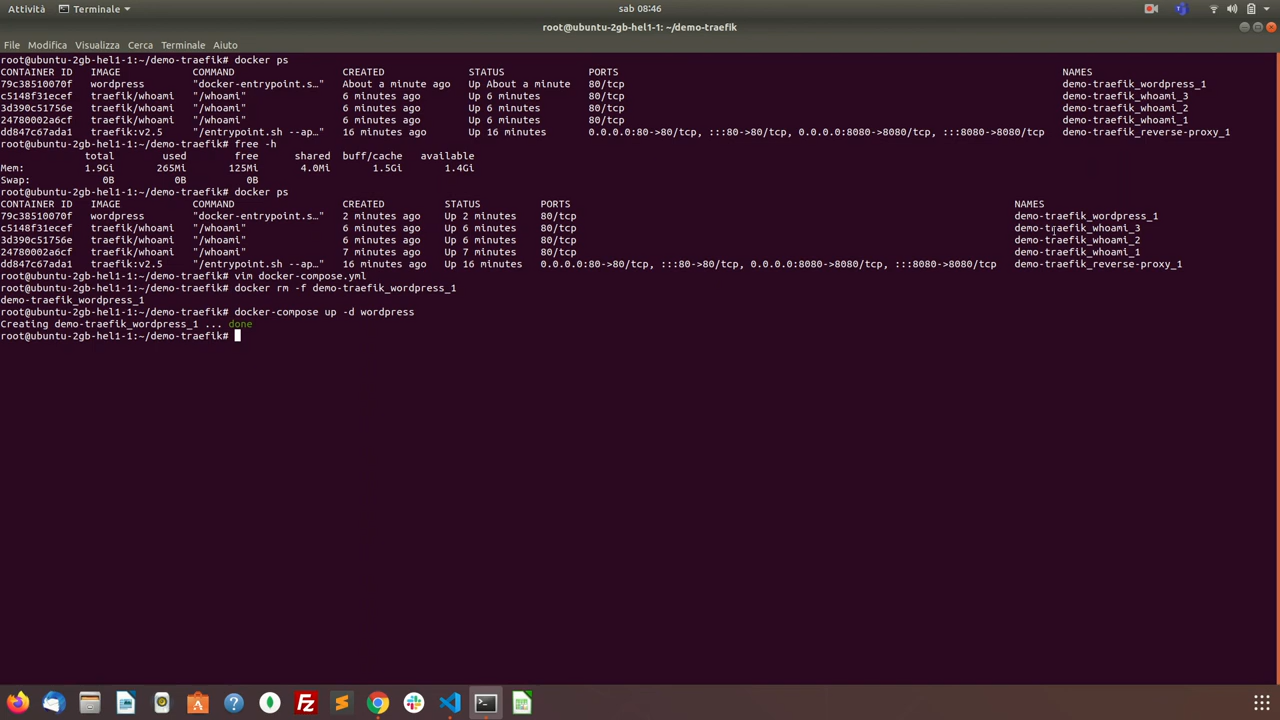 Attività Terminale sab 08:46
root@ubuntu-2gb-hel1-1: ~/demo-traefik
File Modifica Visualizza Cerca Terminale Aiuto
root@ubuntu-2gb-hel1-1:~/demo-traefik# docker ps
CONTAINER ID IMAGE COMMAND CREATED STATUS PORTS NAMES
79c38510070f wordpress "docker-entrypoint.s…" About a minute ago Up About a minute 80/tcp demo-traefik_wordpress_1
c5148f31ecef traefik/whoami "/whoami" 6 minutes ago Up 6 minutes 80/tcp demo-traefik_whoami_3
3d390c51756e traefik/whoami "/whoami" 6 minutes ago Up 6 minutes 80/tcp demo-traefik_whoami_2
24780002a6cf traefik/whoami "/whoami" 6 minutes ago Up 6 minutes 80/tcp demo-traefik_whoami_1
dd847c67ada1 traefik:v2.5 "/entrypoint.sh --ap…" 16 minutes ago Up 16 minutes 0.0.0.0:80->80/tcp, :::80->80/tcp, 0.0.0.0:8080->8080/tcp, :::8080->8080/tcp demo-traefik_reverse-proxy_1
root@ubuntu-2gb-hel1-1:~/demo-traefik# free -h
total used free shared buff/cache available
Mem: 1.9Gi 265Mi 125Mi 4.0Mi 1.5Gi 1.4Gi
Swap: 0B 0B 0B
root@ubuntu-2gb-hel1-1:~/demo-traefik# docker ps
CONTAINER ID IMAGE COMMAND CREATED STATUS PORTS NAMES
79c38510070f wordpress "docker-entrypoint.s…" 2 minutes ago Up 2 minutes 80/tcp demo-traefik_wordpress_1
c5148f31ecef traefik/whoami "/whoami" 6 minutes ago Up 6 minutes 80/tcp demo-traefik_whoami_3
3d390c51756e traefik/whoami "/whoami" 6 minutes ago Up 6 minutes 80/tcp demo-traefik_whoami_2
24780002a6cf traefik/whoami "/whoami" 7 minutes ago Up 7 minutes 80/tcp demo-traefik_whoami_1
dd847c67ada1 traefik:v2.5 "/entrypoint.sh --ap…" 16 minutes ago Up 16 minutes 0.0.0.0:80->80/tcp, :::80->80/tcp, 0.0.0.0:8080->8080/tcp, :::8080->8080/tcp demo-traefik_reverse-proxy_1
root@ubuntu-2gb-hel1-1:~/demo-traefik# vim docker-compose.yml
root@ubuntu-2gb-hel1-1:~/demo-traefik# docker rm -f demo-traefik_wordpress_1
demo-traefik_wordpress_1
root@ubuntu-2gb-hel1-1:~/demo-traefik# docker-compose up -d wordpress
Creating demo-traefik_wordpress_1 ... done
root@ubuntu-2gb-hel1-1:~/demo-traefik#